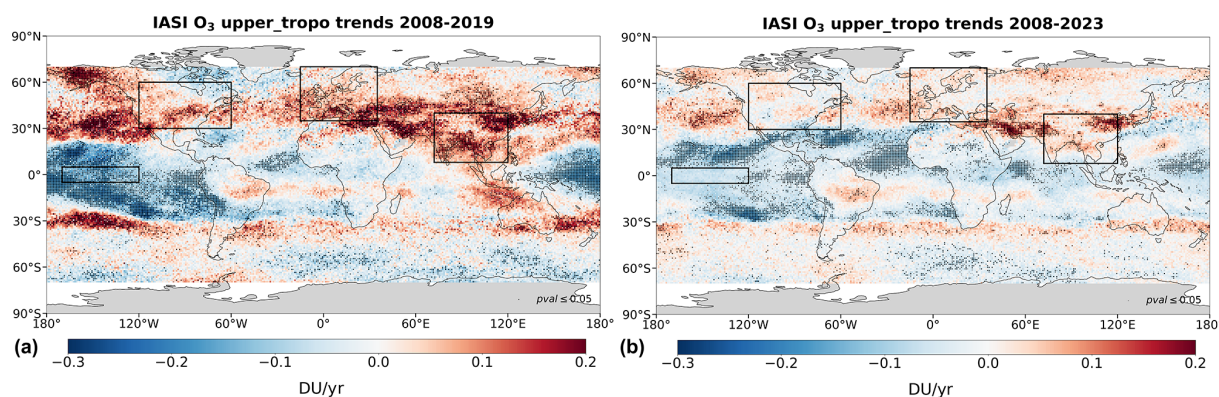 IASI O₃ upper_tropo trends 2008-2019
90°N
60°N
30°N
0°
30°S
60°S
90°S
pval ≤ 0.05
180° 120°W 60°W 0° 60°E 120°E 180°
(a)
−0.3 −0.2 −0.1 0.0 0.1 0.2
DU/yr
IASI O₃ upper_tropo trends 2008-2023
90°N
60°N
30°N
0°
30°S
60°S
90°S
pval ≤ 0.05
180° 120°W 60°W 0° 60°E 120°E 180°
(b)
−0.3 −0.2 −0.1 0.0 0.1 0.2
DU/yr